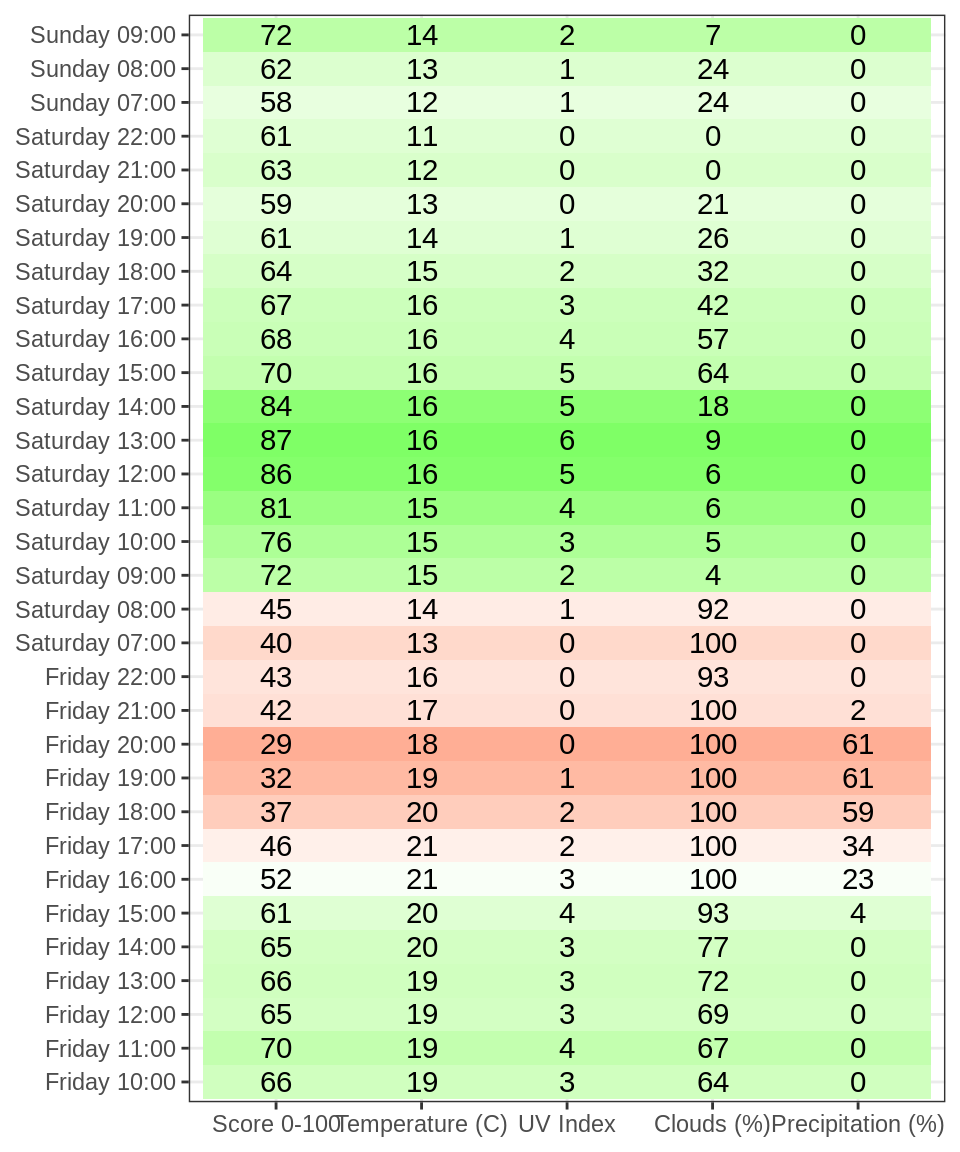 Sunday 09:00 72 14 2 7 0
Sunday 08:00 62 13 1 24 0
Sunday 07:00 58 12 1 24 0
Saturday 22:00 61 11 0 0 0
Saturday 21:00 63 12 0 0 0
Saturday 20:00 59 13 0 21 0
Saturday 19:00 61 14 1 26 0
Saturday 18:00 64 15 2 32 0
Saturday 17:00 67 16 3 42 0
Saturday 16:00 68 16 4 57 0
Saturday 15:00 70 16 5 64 0
Saturday 14:00 84 16 5 18 0
Saturday 13:00 87 16 6 9 0
Saturday 12:00 86 16 5 6 0
Saturday 11:00 81 15 4 6 0
Saturday 10:00 76 15 3 5 0
Saturday 09:00 72 15 2 4 0
Saturday 08:00 45 14 1 92 0
Saturday 07:00 40 13 0 100 0
Friday 22:00 43 16 0 93 0
Friday 21:00 42 17 0 100 2
Friday 20:00 29 18 0 100 61
Friday 19:00 32 19 1 100 61
Friday 18:00 37 20 2 100 59
Friday 17:00 46 21 2 100 34
Friday 16:00 52 21 3 100 23
Friday 15:00 61 20 4 93 4
Friday 14:00 65 20 3 77 0
Friday 13:00 66 19 3 72 0
Friday 12:00 65 19 3 69 0
Friday 11:00 70 19 4 67 0
Friday 10:00 66 19 3 64 0
Score 0-100 Temperature (C) UV Index Clouds (%) Precipitation (%)